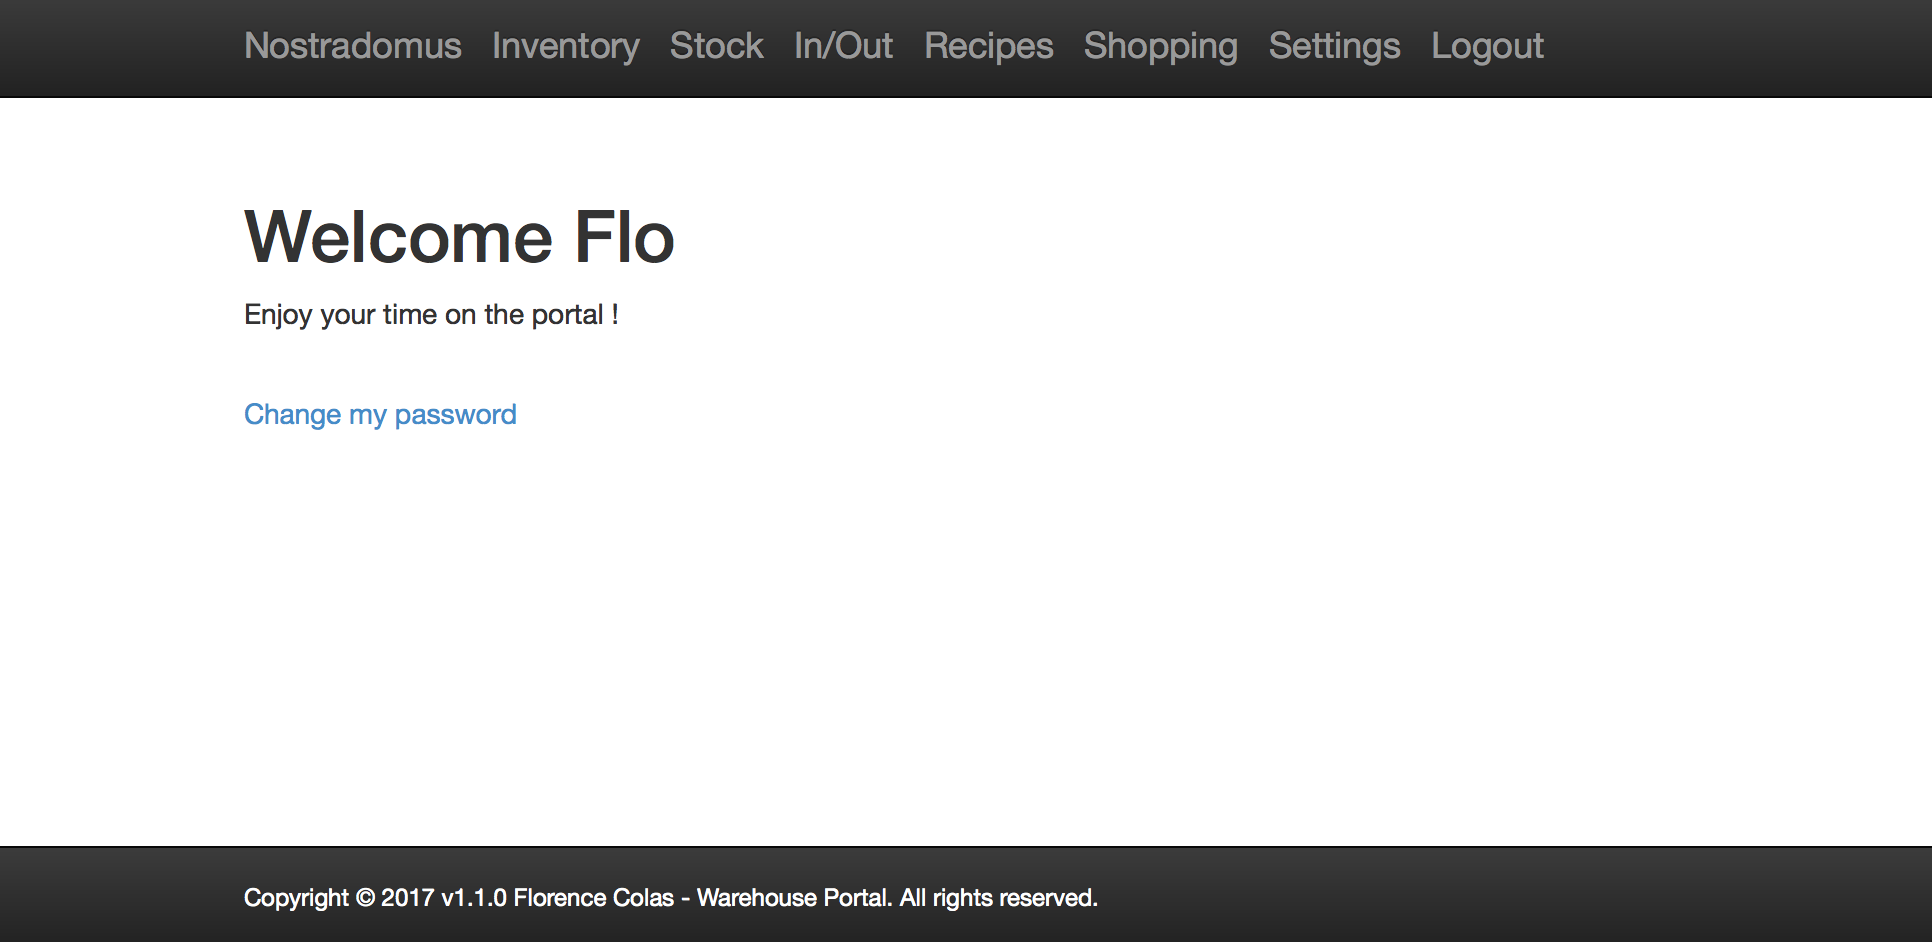 Nostradomus Inventory Stock In/Out Recipes Shopping Settings Logout
Welcome Flo
Enjoy your time on the portal !
Change my password
Copyright © 2017 v1.1.0 Florence Colas - Warehouse Portal. All rights reserved.